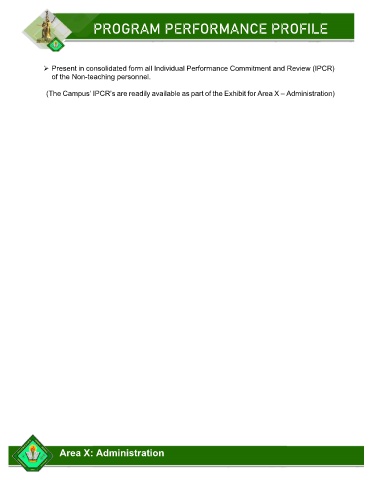 PROGRAM PERFORMANCE PROFILE
➢ Present in consolidated form all Individual Performance Commitment and Review (IPCR)
of the Non-teaching personnel.
(The Campus' IPCR's are readily available as part of the Exhibit for Area X – Administration)
Area X: Administration